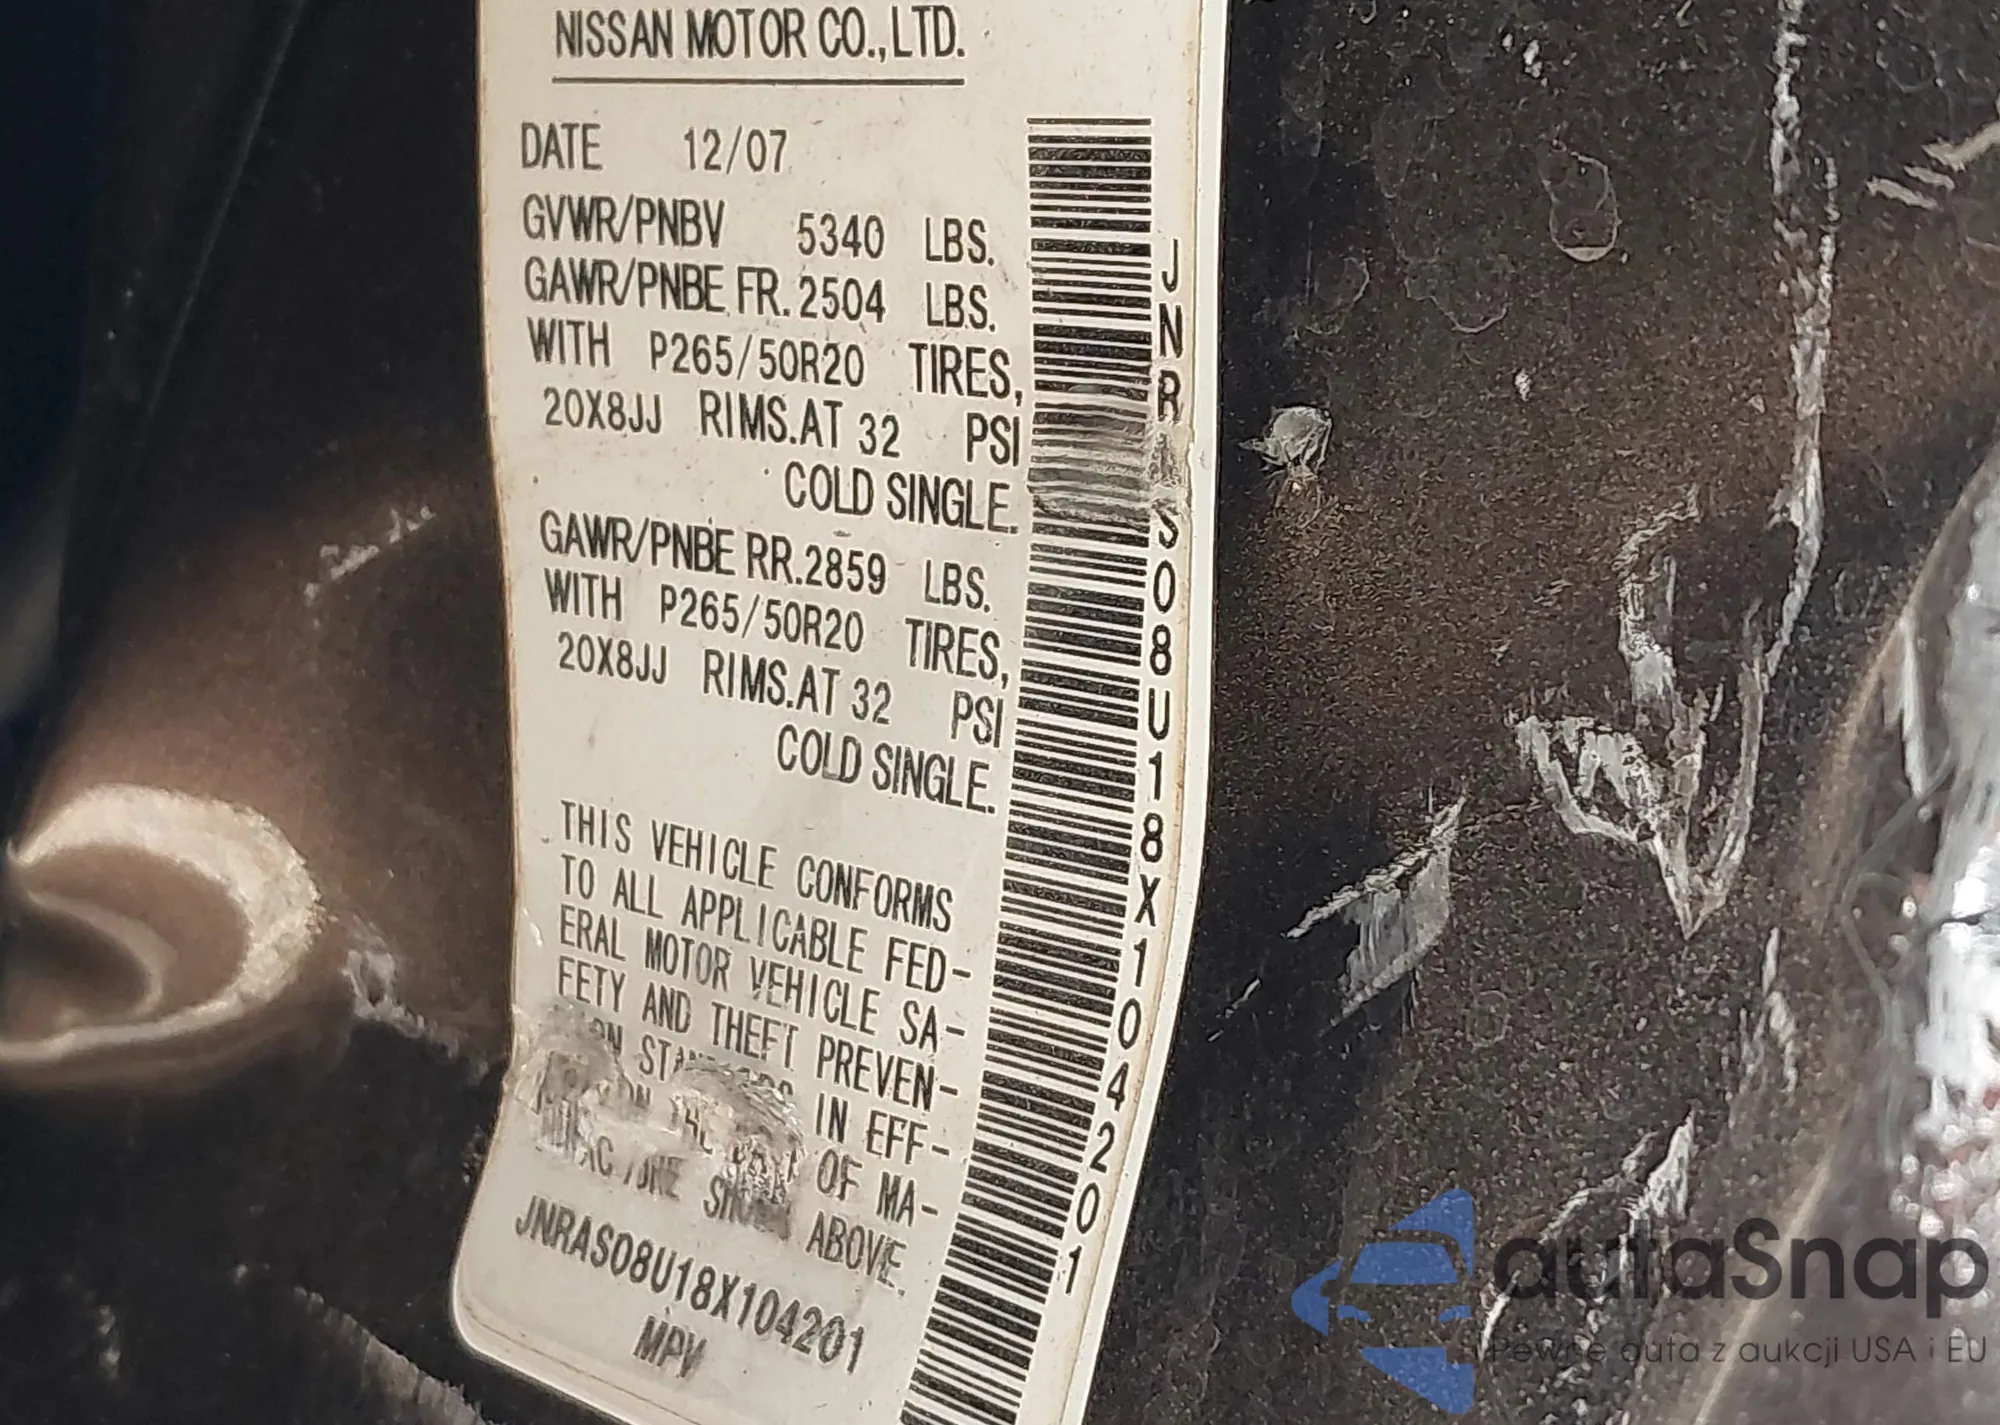 NISSAN MOTOR CO.,LTD.
DATE 12/07
GVWR/PNBV 5340 LBS.
GAWR/PNBE FR. 2504 LBS.
WITH P265/50R20 TIRES,
20X8JJ RIMS.AT 32 PSI
COLD SINGLE.
GAWR/PNBE RR. 2859 LBS.
WITH P265/50R20 TIRES,
20X8JJ RIMS.AT 32 PSI
COLD SINGLE.
THIS VEHICLE CONFORMS
TO ALL APPLICABLE FED-
ERAL MOTOR VEHICLE SA-
FETY AND THEFT PREVEN-
IN EFF-
OF MA-
ABOVE.
JNRAS08U18X104201
MPV
JNR S08U18X104201
autaSnap
Pewne auta z aukcji USA i EU